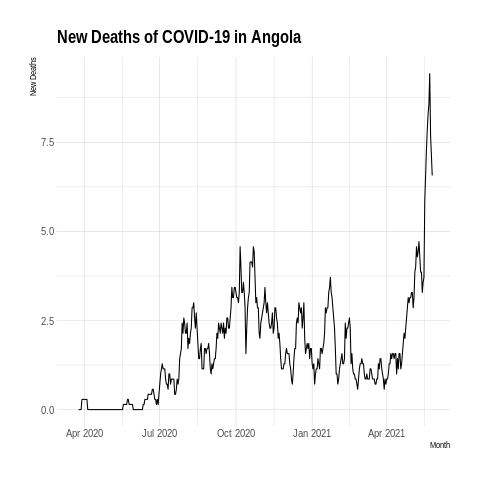 New Deaths of COVID-19 in Angola
New Deaths
7.5
5.0
2.5
0.0
Apr 2020 Jul 2020 Oct 2020 Jan 2021 Apr 2021
Month